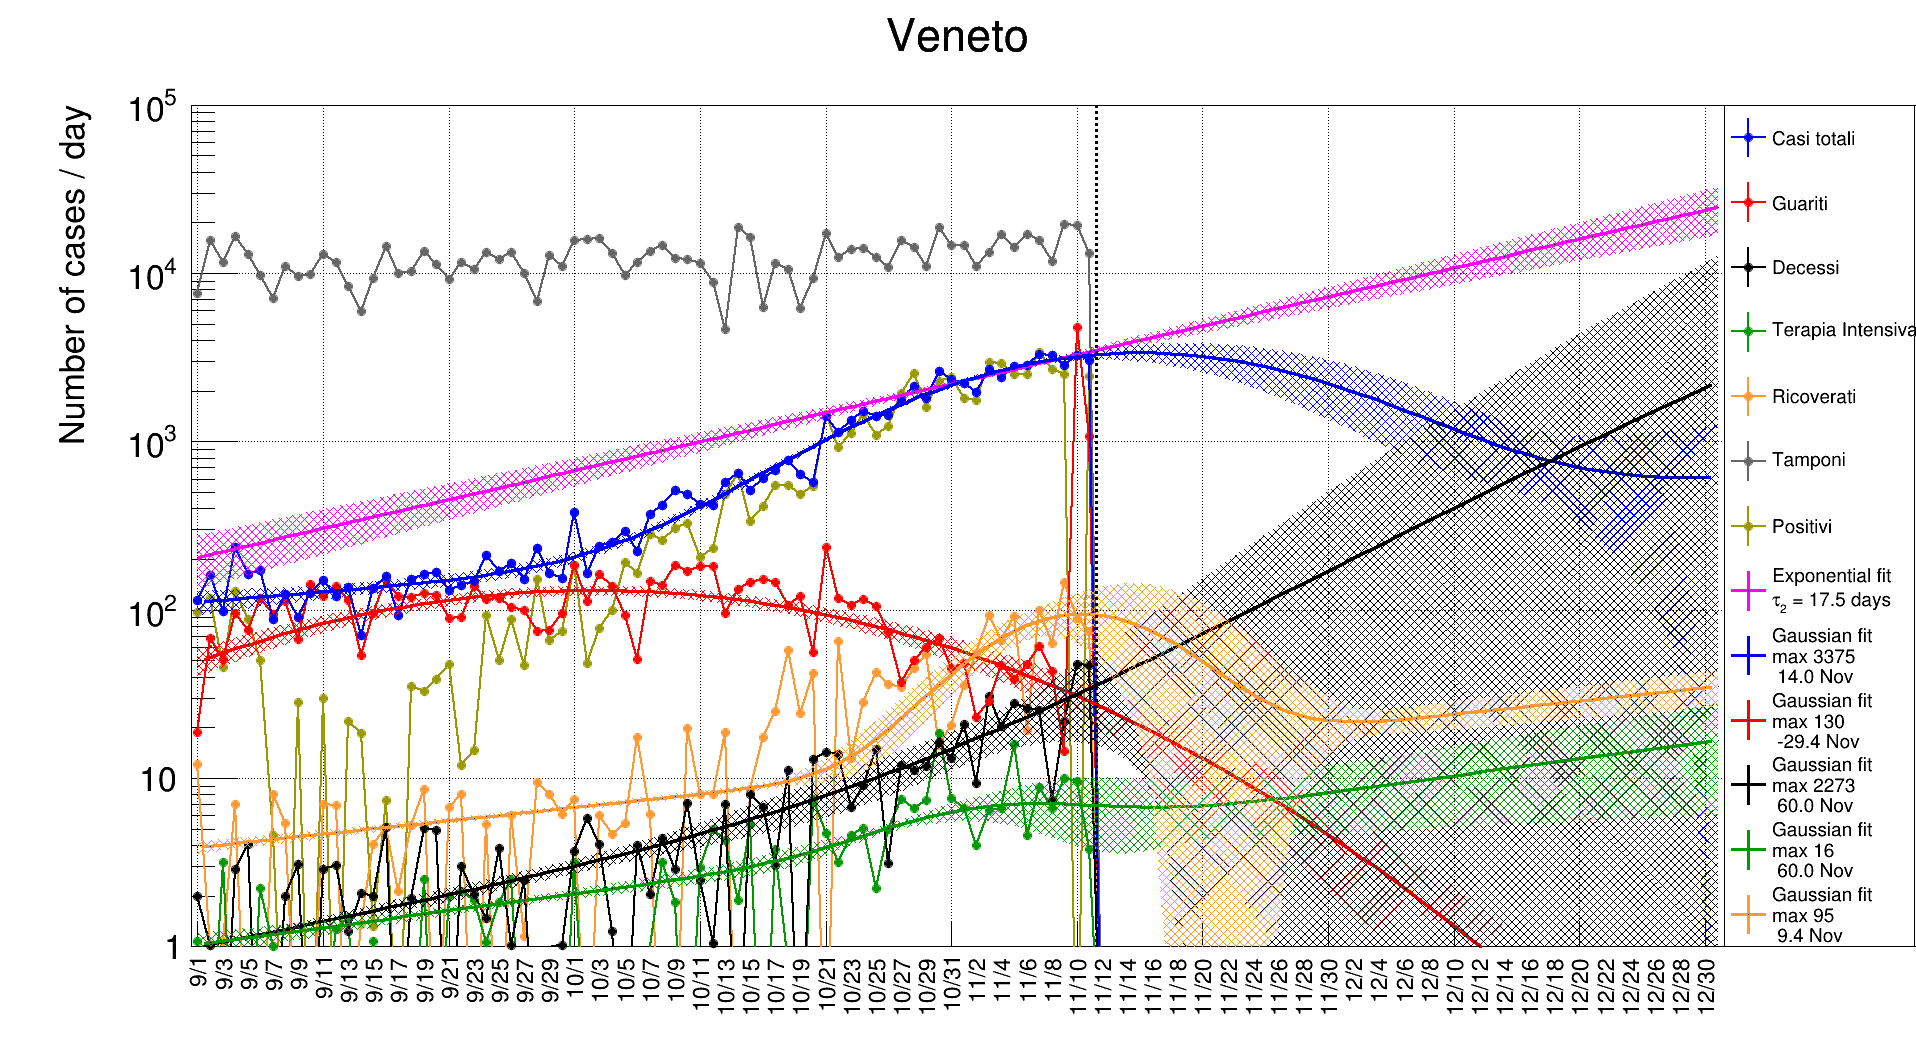 Veneto
Number of cases / day
10^5
10^4
10^3
10^2
10
1
9/1 9/3 9/5 9/7 9/9 9/11 9/13 9/15 9/17 9/19 9/21 9/23 9/25 9/27 9/29 10/1 10/3 10/5 10/7 10/9 10/11 10/13 10/15 10/17 10/19 10/21 10/23 10/25 10/27 10/29 10/31 11/2 11/4 11/6 11/8 11/10 11/12 11/14 11/16 11/18 11/20 11/22 11/24 11/26 11/28 11/30 12/2 12/4 12/6 12/8 12/10 12/12 12/14 12/16 12/18 12/20 12/22 12/24 12/26 12/28 12/30
Casi totali
Guariti
Decessi
Terapia Intensiva
Ricoverati
Tamponi
Positivi
Exponential fit
τ₂ = 17.5 days
Gaussian fit
max 3375
14.0 Nov
Gaussian fit
max 130
-29.4 Nov
Gaussian fit
max 2273
60.0 Nov
Gaussian fit
max 16
60.0 Nov
Gaussian fit
max 95
9.4 Nov